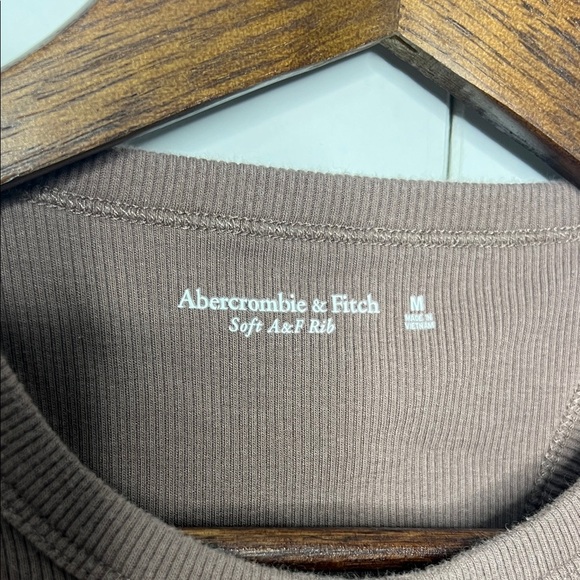 Abercrombie & Fitch
Soft A&F Rib
M
MADE IN
VIETNAM